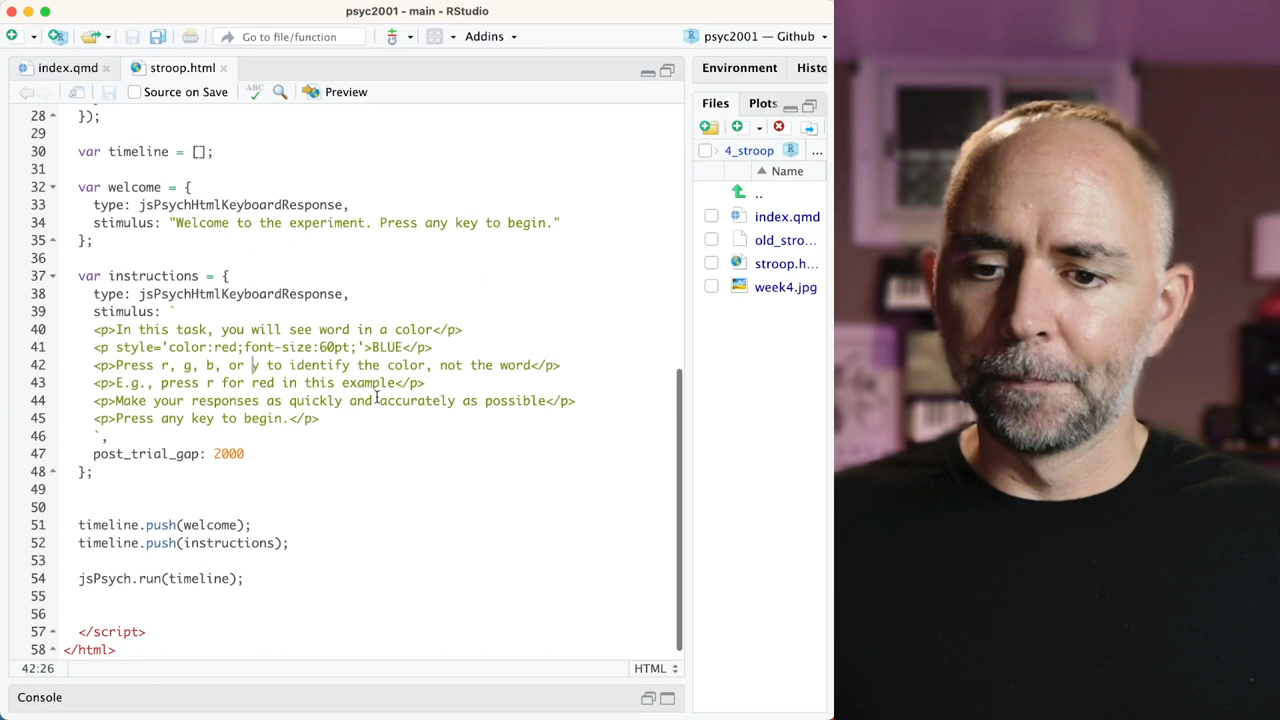 psyc2001 - main - RStudio
Go to file/function
Addins
psyc2001 — Github
index.qmd
stroop.html
Source on Save
ABC
Preview
28 });
29
30 var timeline = [];
31
32 var welcome = {
33 type: jsPsychHtmlKeyboardResponse,
34 stimulus: "Welcome to the experiment. Press any key to begin."
35 };
36
37 var instructions = {
38 type: jsPsychHtmlKeyboardResponse,
39 stimulus: `
40 <p>In this task, you will see word in a color</p>
41 <p style='color:red;font-size:60pt;'>BLUE</p>
42 <p>Press r, g, b, or y to identify the color, not the word</p>
43 <p>E.g., press r for red in this example</p>
44 <p>Make your responses as quickly and accurately as possible</p>
45 <p>Press any key to begin.</p>
46 `,
47 post_trial_gap: 2000
48 };
49
50
51 timeline.push(welcome);
52 timeline.push(instructions);
53
54 jsPsych.run(timeline);
55
56
57 </script>
58 </html>
42:26
HTML
Console
Environment
Histo
Files
Plots
4_stroop
...
Name
..
index.qmd
old_stro...
stroop.h...
week4.jpg